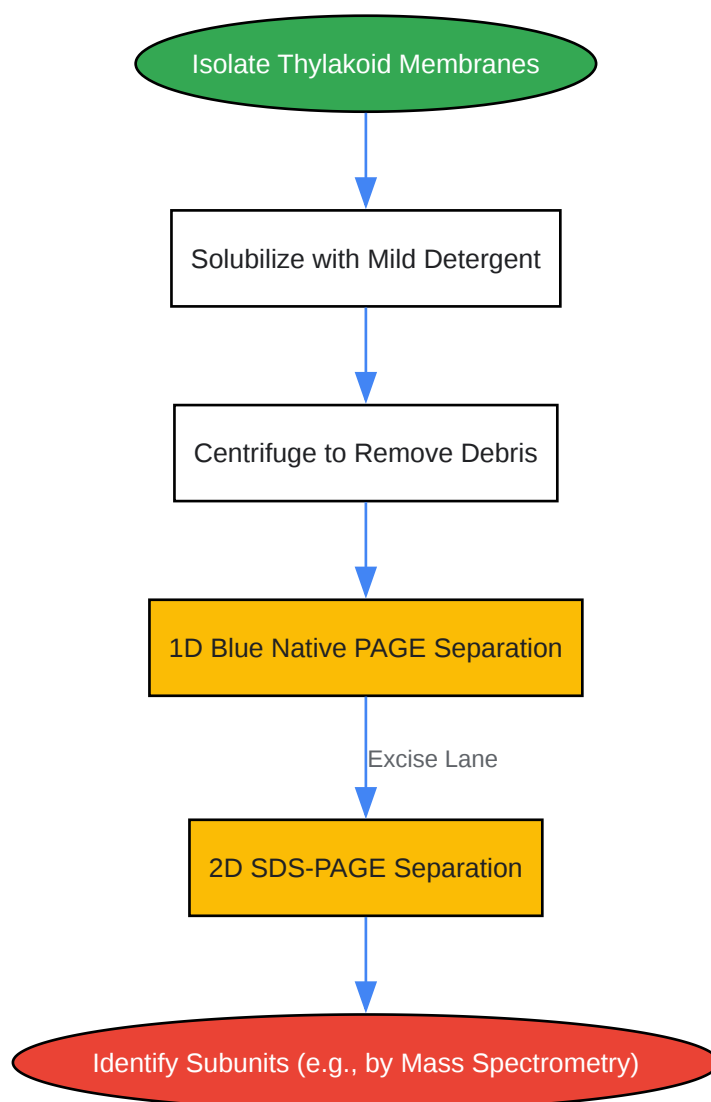 Isolate Thylakoid Membranes
Solubilize with Mild Detergent
Centrifuge to Remove Debris
1D Blue Native PAGE Separation
Excise Lane
2D SDS-PAGE Separation
Identify Subunits (e.g., by Mass Spectrometry)